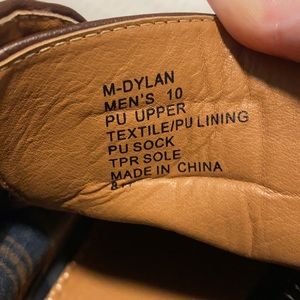 M-DYLAN
MEN'S 10
PU UPPER
TEXTILE/PU LINING
PU SOCK
TPR SOLE
MADE IN CHINA